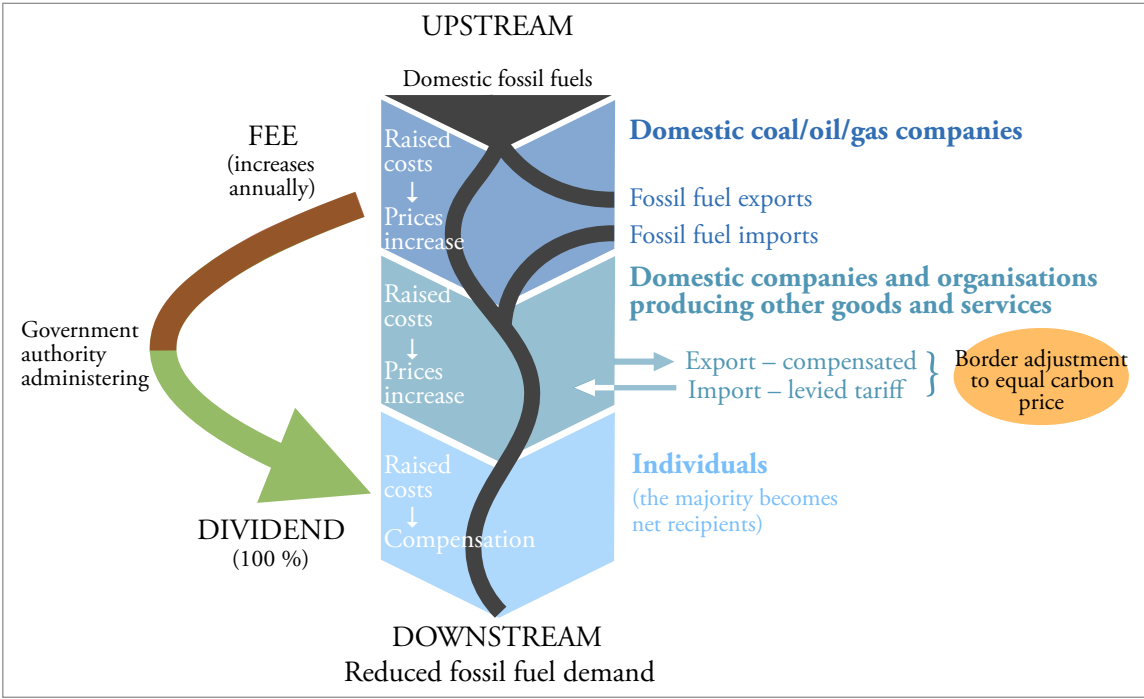 UPSTREAM
Domestic fossil fuels
FEE
(increases
annually)
Government
authority
administering
DIVIDEND
(100 %)
Raised
costs
↓
Prices
increase
Domestic coal/oil/gas companies
Fossil fuel exports
Fossil fuel imports
Raised
costs
↓
Prices
increase
Domestic companies and organisations
producing other goods and services
Export – compensated
Import – levied tariff
}
Border adjustment
to equal carbon
price
Raised
costs
↓
Compensation
Individuals
(the majority becomes
net recipients)
DOWNSTREAM
Reduced fossil fuel demand